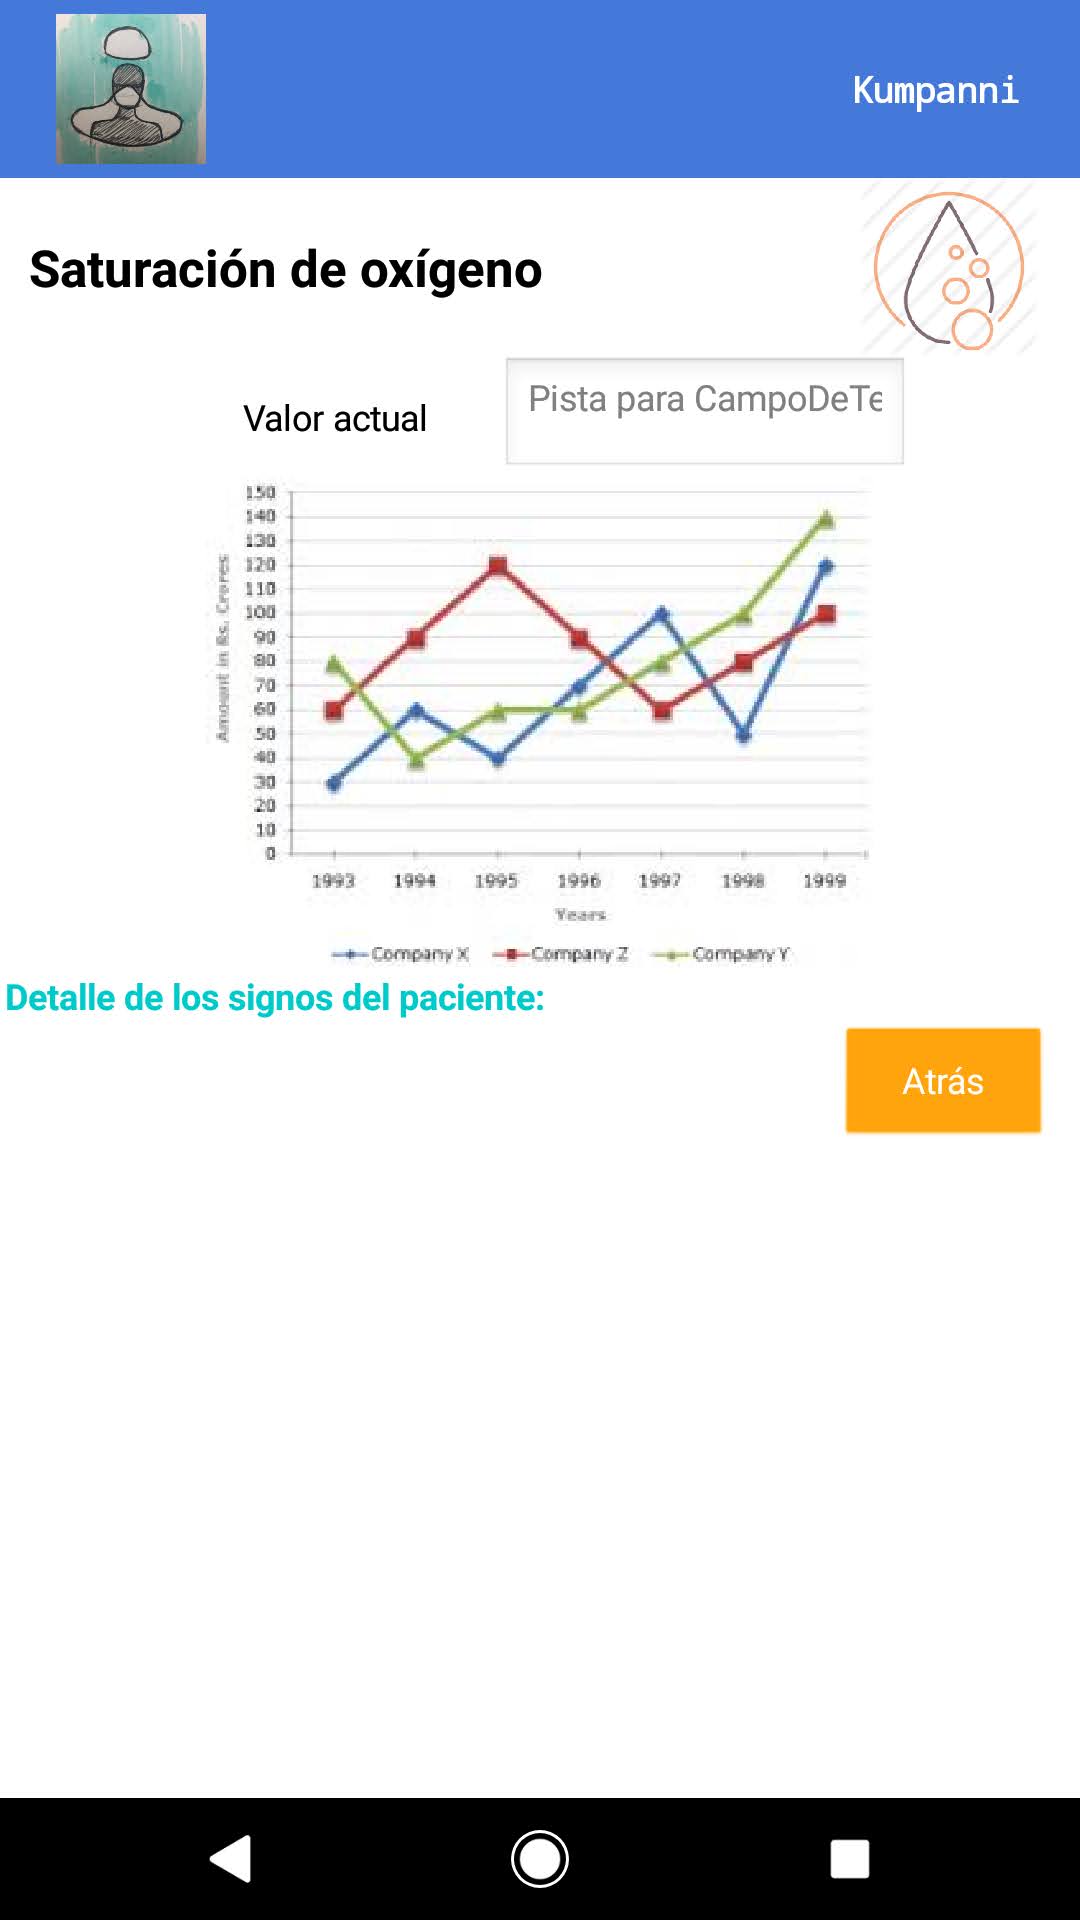 Kumpanni
Saturación de oxígeno
Valor actual
Pista para CampoDeTe
150
140
130
120
110
100
90
80
70
60
50
40
30
20
10
0
Amount in Rs. Crores
1993 1994 1995 1996 1997 1998 1999
Years
Company X Company Z Company Y
Detalle de los signos del paciente:
Atrás